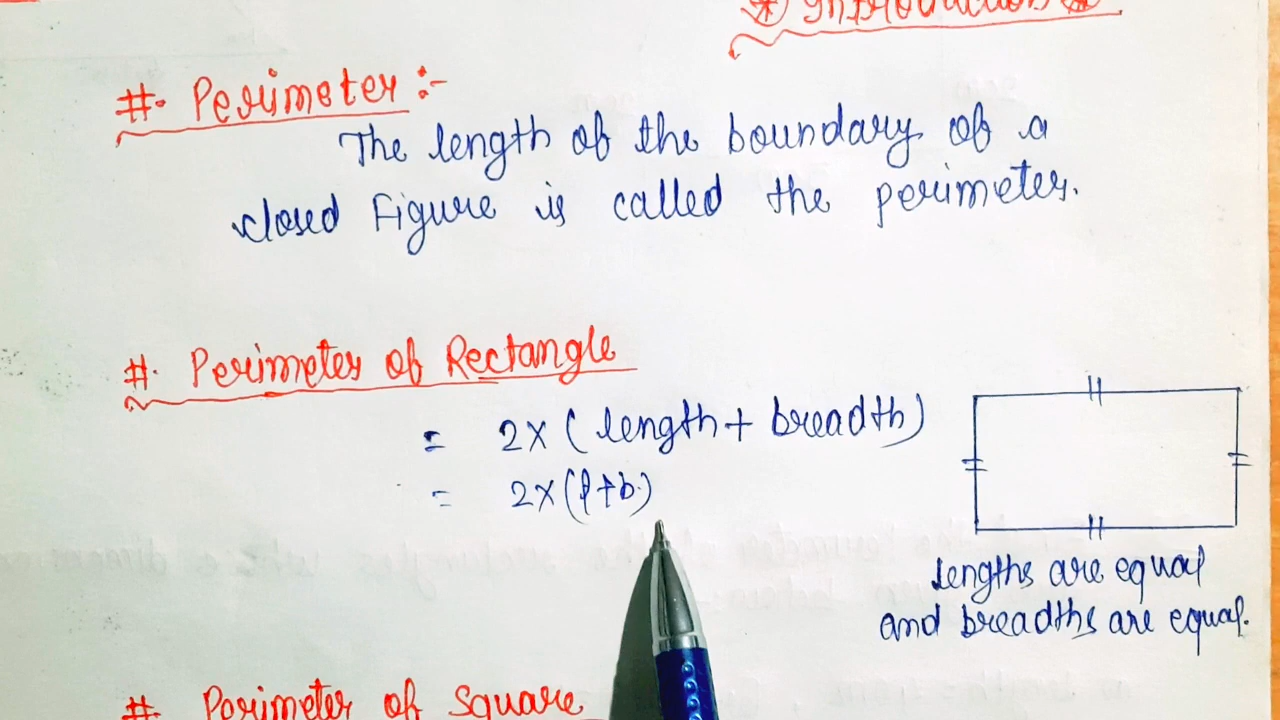 * Introduction *
#. Perimeter :-
The length of the boundary of a
closed Figure is called the perimeter.
#. Perimeter of Rectangle
= 2x (length + breadth)
= 2x (l+b)
lengths are equal
and breadths are equal.
#. Perimeter of Square